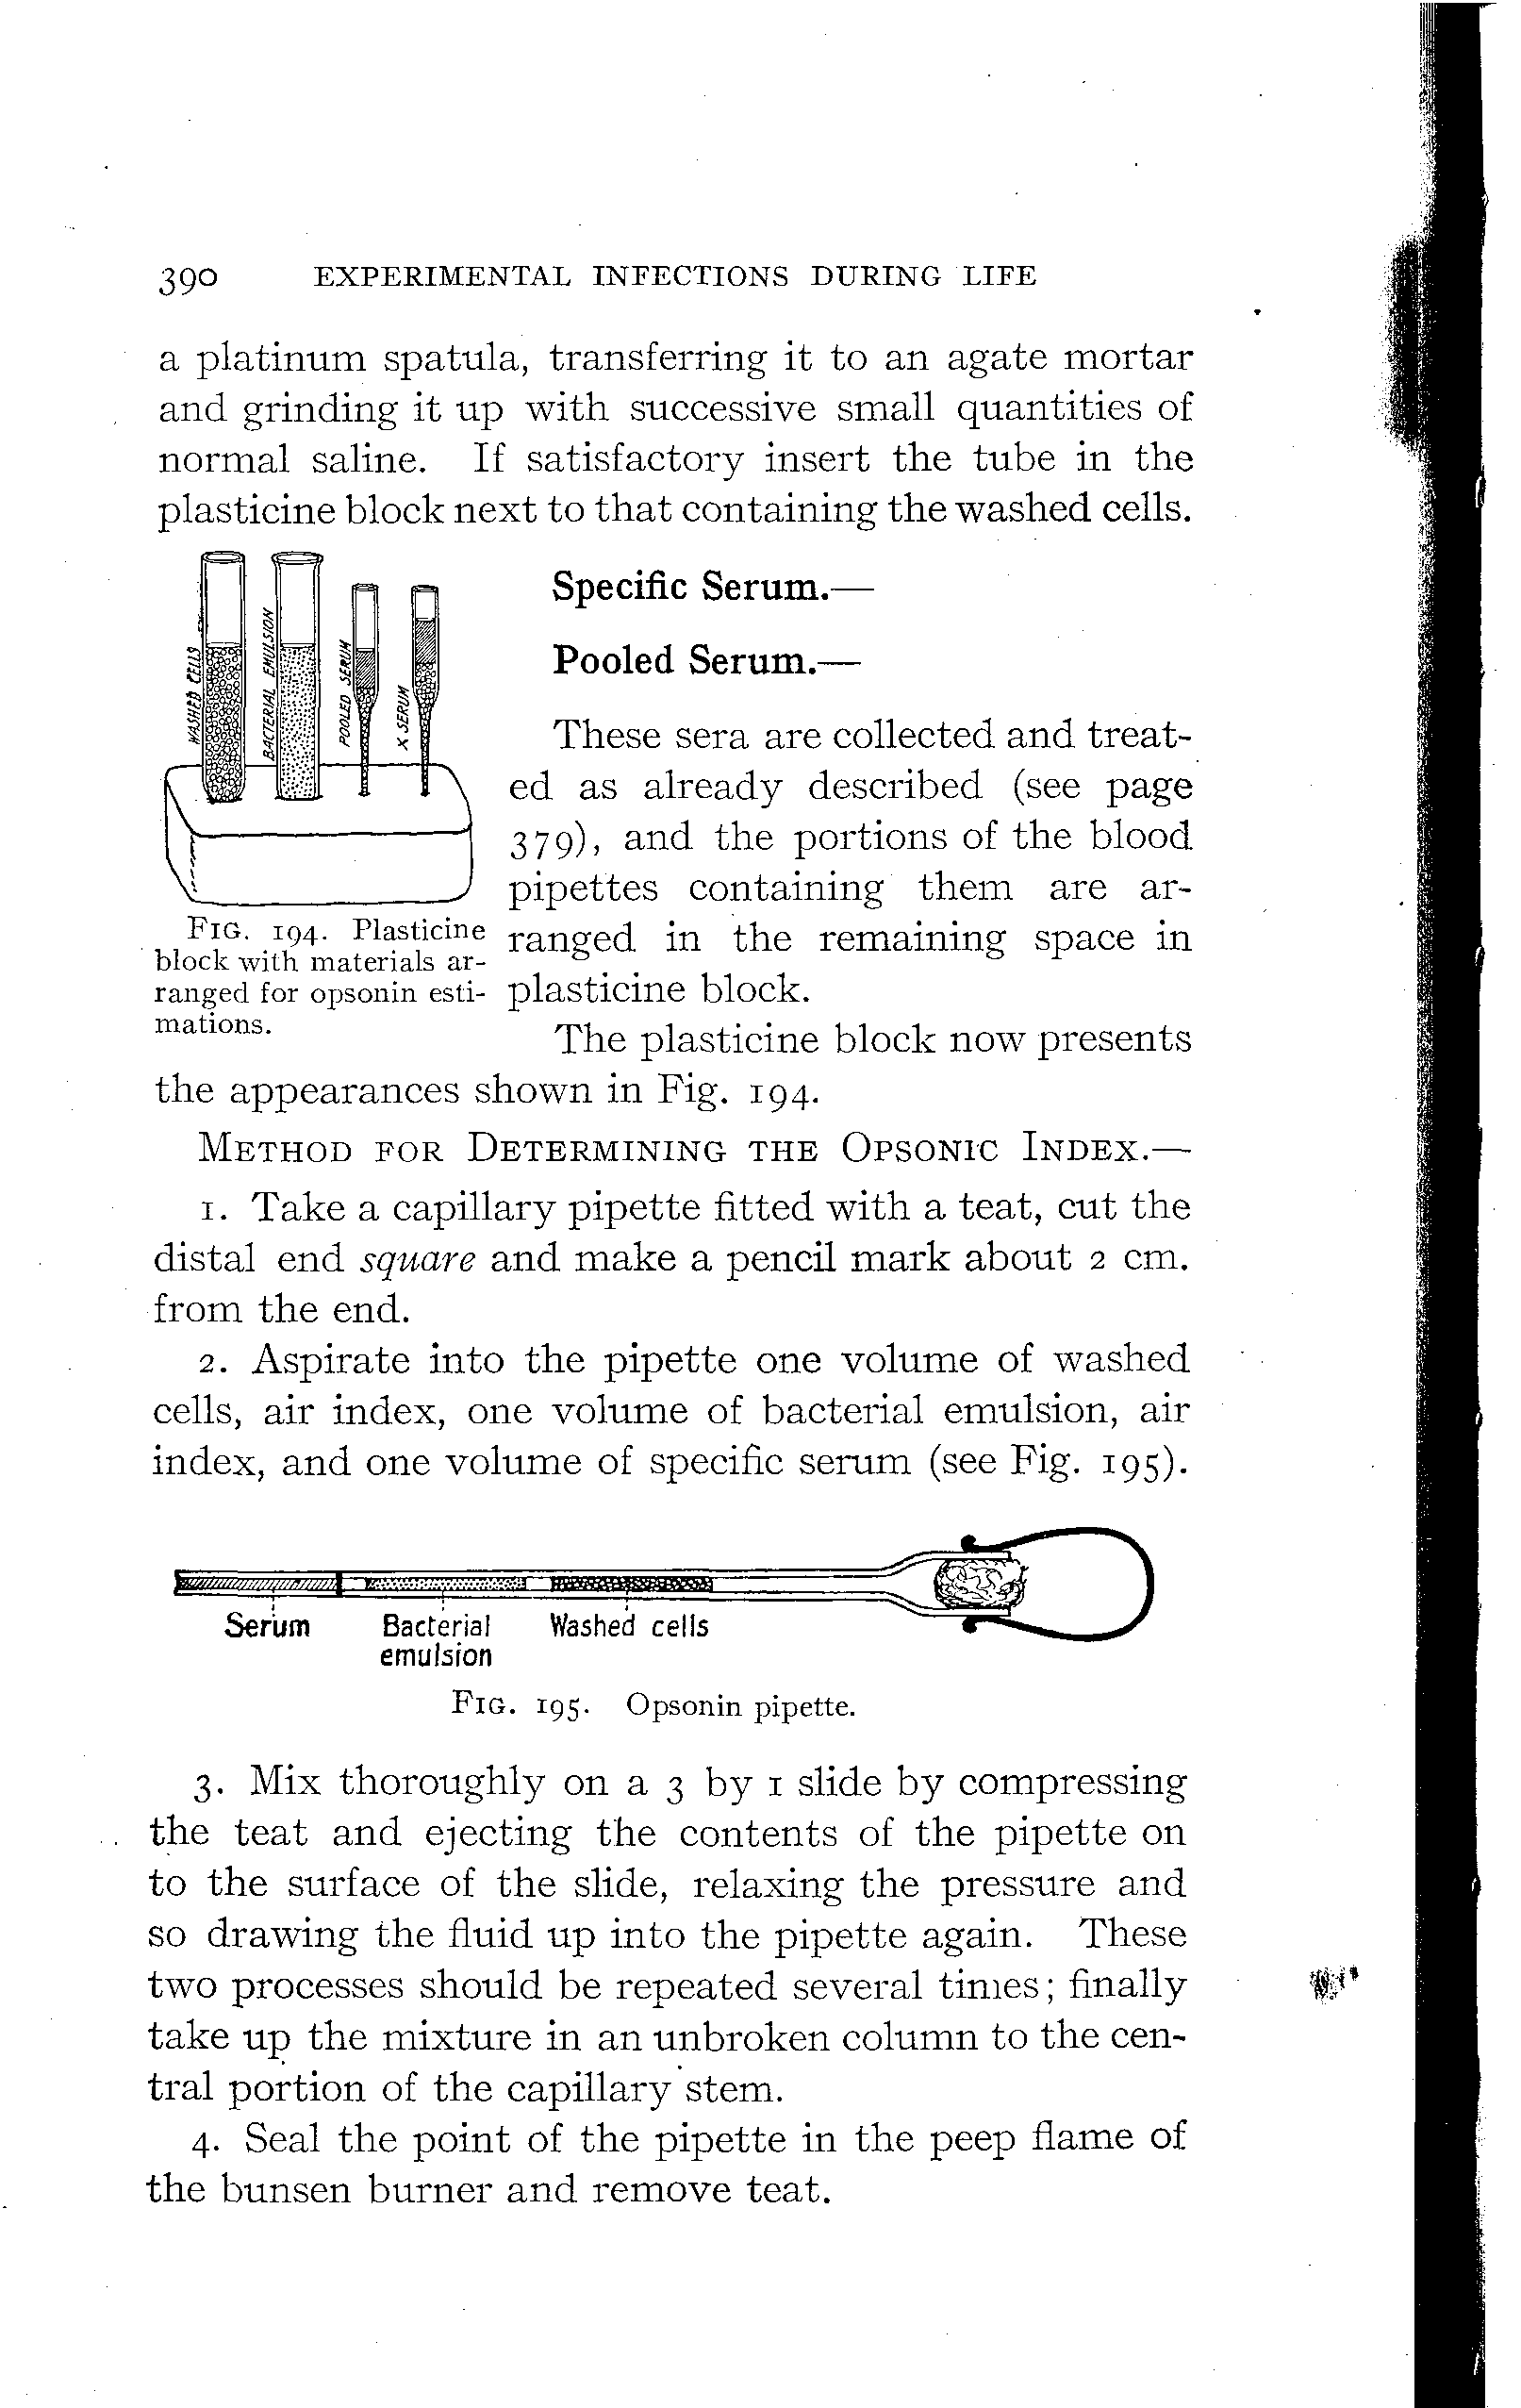 390 EXPERIMENTAL INFECTIONS DURING LIFE
a platinum spatula, transferring it to an agate mortar
and grinding it up with successive small quantities of
normal saline. If satisfactory insert the tube in the
plasticine block next to that containing the washed cells.
WASHED CELLS
BACTERIAL EMULSION
POOLED SERUM
X SERUM
FIG. 194. Plasticine
block with materials ar-
ranged for opsonin esti-
mations.
Specific Serum.—
Pooled Serum.—
These sera are collected and treat-
ed as already described (see page
379), and the portions of the blood
pipettes containing them are ar-
ranged in the remaining space in
plasticine block.
The plasticine block now presents
the appearances shown in Fig. 194.
METHOD FOR DETERMINING THE OPSONIC INDEX.—
1. Take a capillary pipette fitted with a teat, cut the
distal end square and make a pencil mark about 2 cm.
from the end.
2. Aspirate into the pipette one volume of washed
cells, air index, one volume of bacterial emulsion, air
index, and one volume of specific serum (see Fig. 195).
Serum Bacterial Washed cells
emulsion
FIG. 195. Opsonin pipette.
3. Mix thoroughly on a 3 by 1 slide by compressing
the teat and ejecting the contents of the pipette on
to the surface of the slide, relaxing the pressure and
so drawing the fluid up into the pipette again. These
two processes should be repeated several times; finally
take up the mixture in an unbroken column to the cen-
tral portion of the capillary stem.
4. Seal the point of the pipette in the peep flame of
the bunsen burner and remove teat.